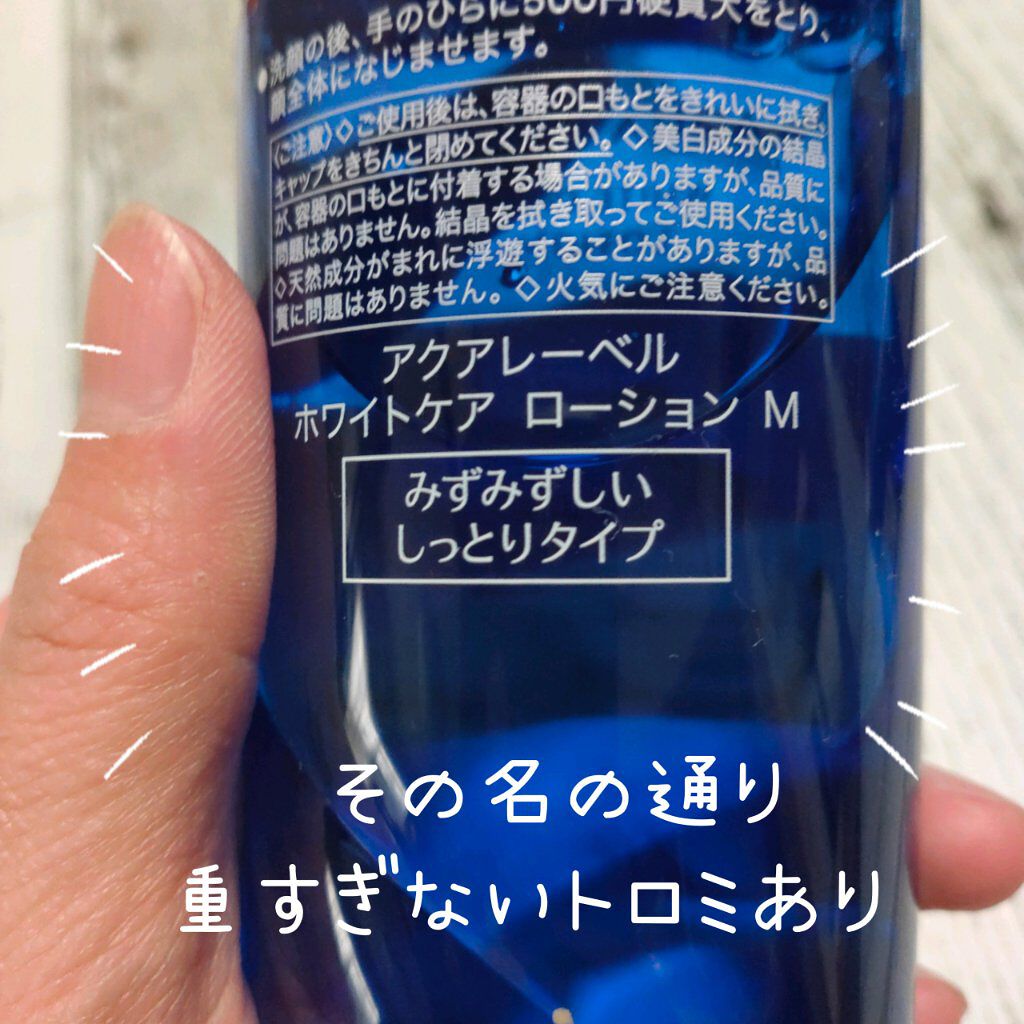 ●洗顔の後、手のひらに500円硬貨大をとり、
顔全体になじませます。
〈ご注意〉◇ご使用後は、容器の口もとをきれいに拭き、
キャップをきちんと閉めてください。◇美白成分の結晶
が、容器の口もとに付着する場合がありますが、品質に
問題はありません。結晶を拭き取ってご使用ください。
◇天然成分がまれに浮遊することがありますが、品
質に問題はありません。◇火気にご注意ください。
アクアレーベル
ホワイトケア ローション M
みずみずしい
しっとりタイプ
その名の通り
重すぎないトロミあり